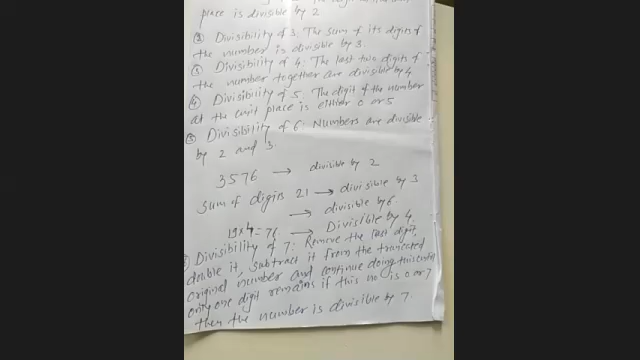 place is divisible by 2
② Divisibility of 3: The sum of its digits of
the number is divisible by 3
③ Divisibility of 4: The last two digits of
the number together are divisible by 4
④ Divisibility of 5: The digit of the number
at the unit place is either 0 or 5
⑤ Divisibility of 6: Numbers are divisible
by 2 and 3.
3576 → divisible by 2
sum of digits 21 → divisible by 3
→ divisible by 6.
19×4=76 → Divisible by 4.
Divisibility of 7: Remove the last digit,
double it, subtract it from the truncated
original number and continue doing this until
only one digit remains if this no is 0 or 7
then the number is divisible by 7.